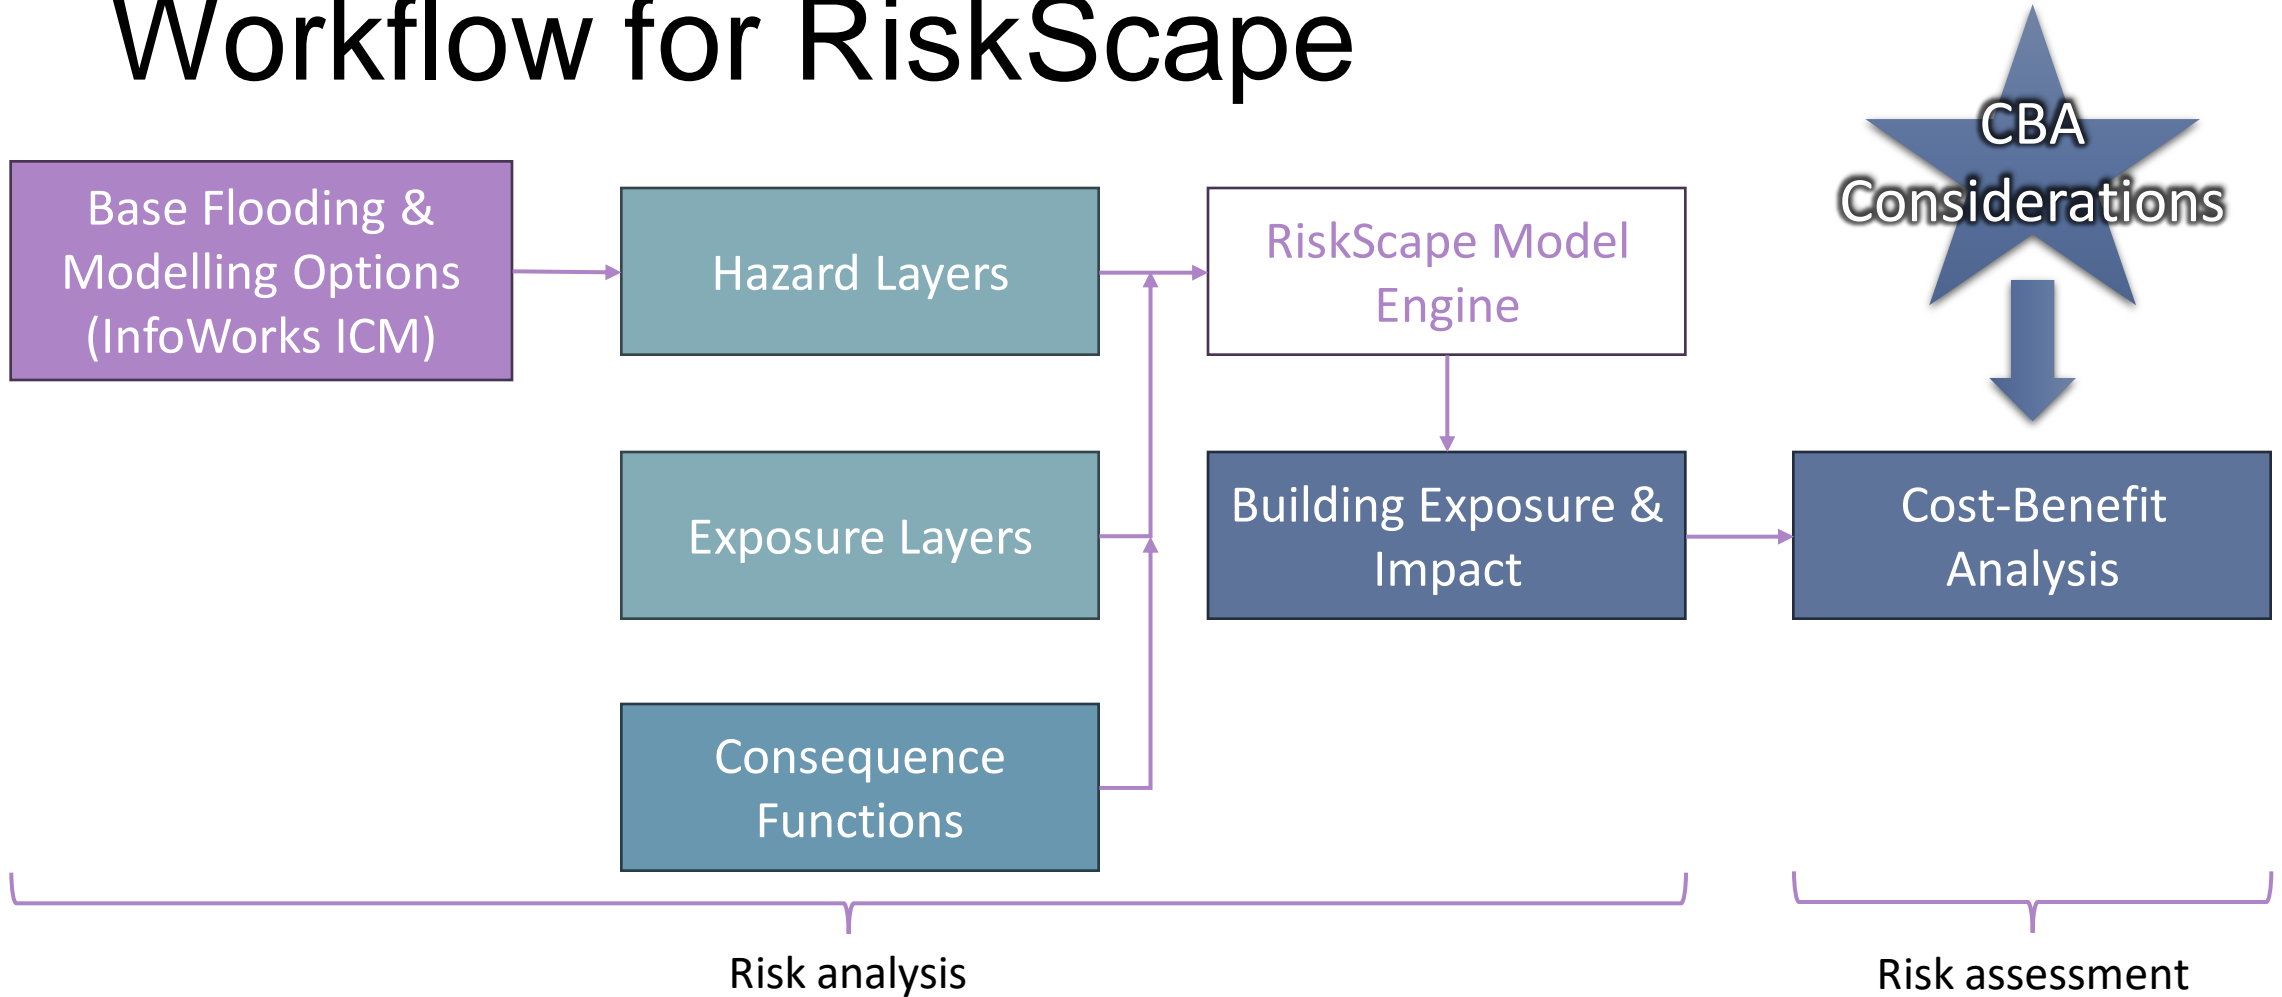 Workflow for RiskScape
CBA
Considerations
Base Flooding &
Modelling Options
(InfoWorks ICM)
Hazard Layers
RiskScape Model
Engine
Exposure Layers
Building Exposure &
Impact
Cost-Benefit
Analysis
Consequence
Functions
Risk analysis
Risk assessment